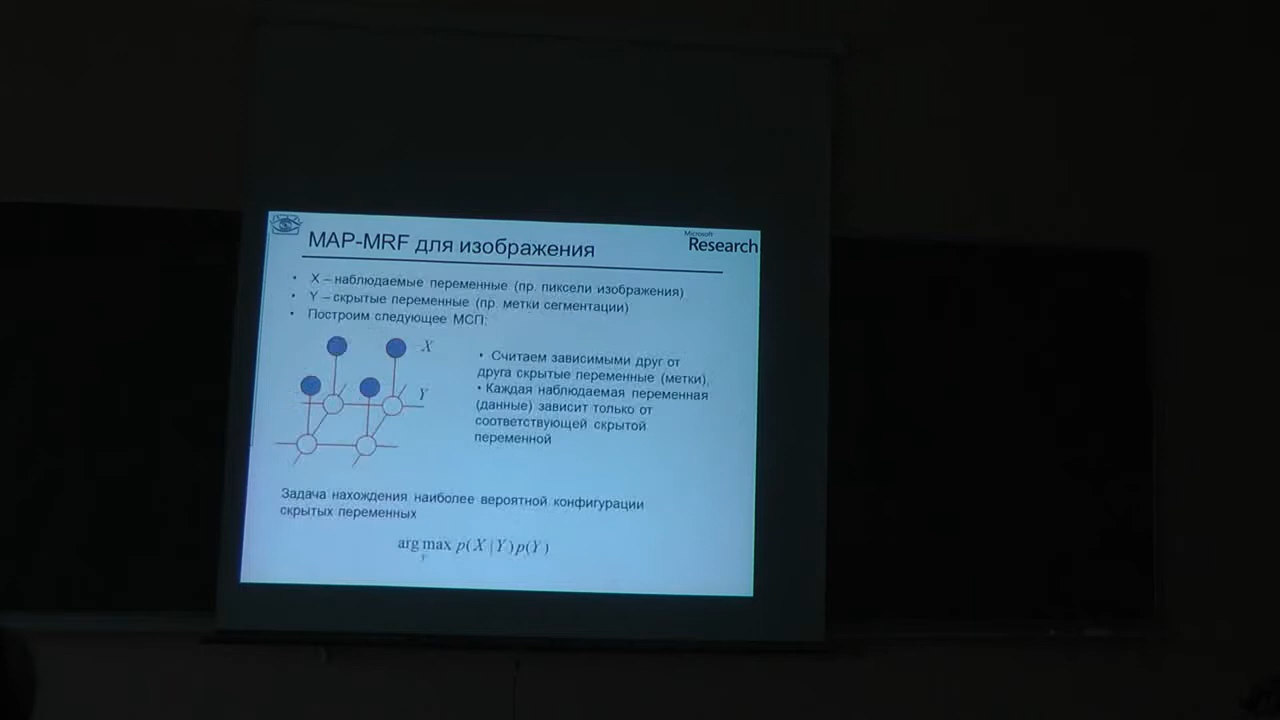 MAP-MRF для изображения
Microsoft
Research
• X – наблюдаемые переменные (пр. пиксели изображения)
• Y – скрытые переменные (пр. метки сегментации)
• Построим следующее МСП:
X
Y
• Считаем зависимыми друг от
друга скрытые переменные (метки),
• Каждая наблюдаемая переменная
(данные) зависит только от
соответствующей скрытой
переменной
Задача нахождения наиболее вероятной конфигурации
скрытых переменных
arg max p(X | Y)p(Y)
Y